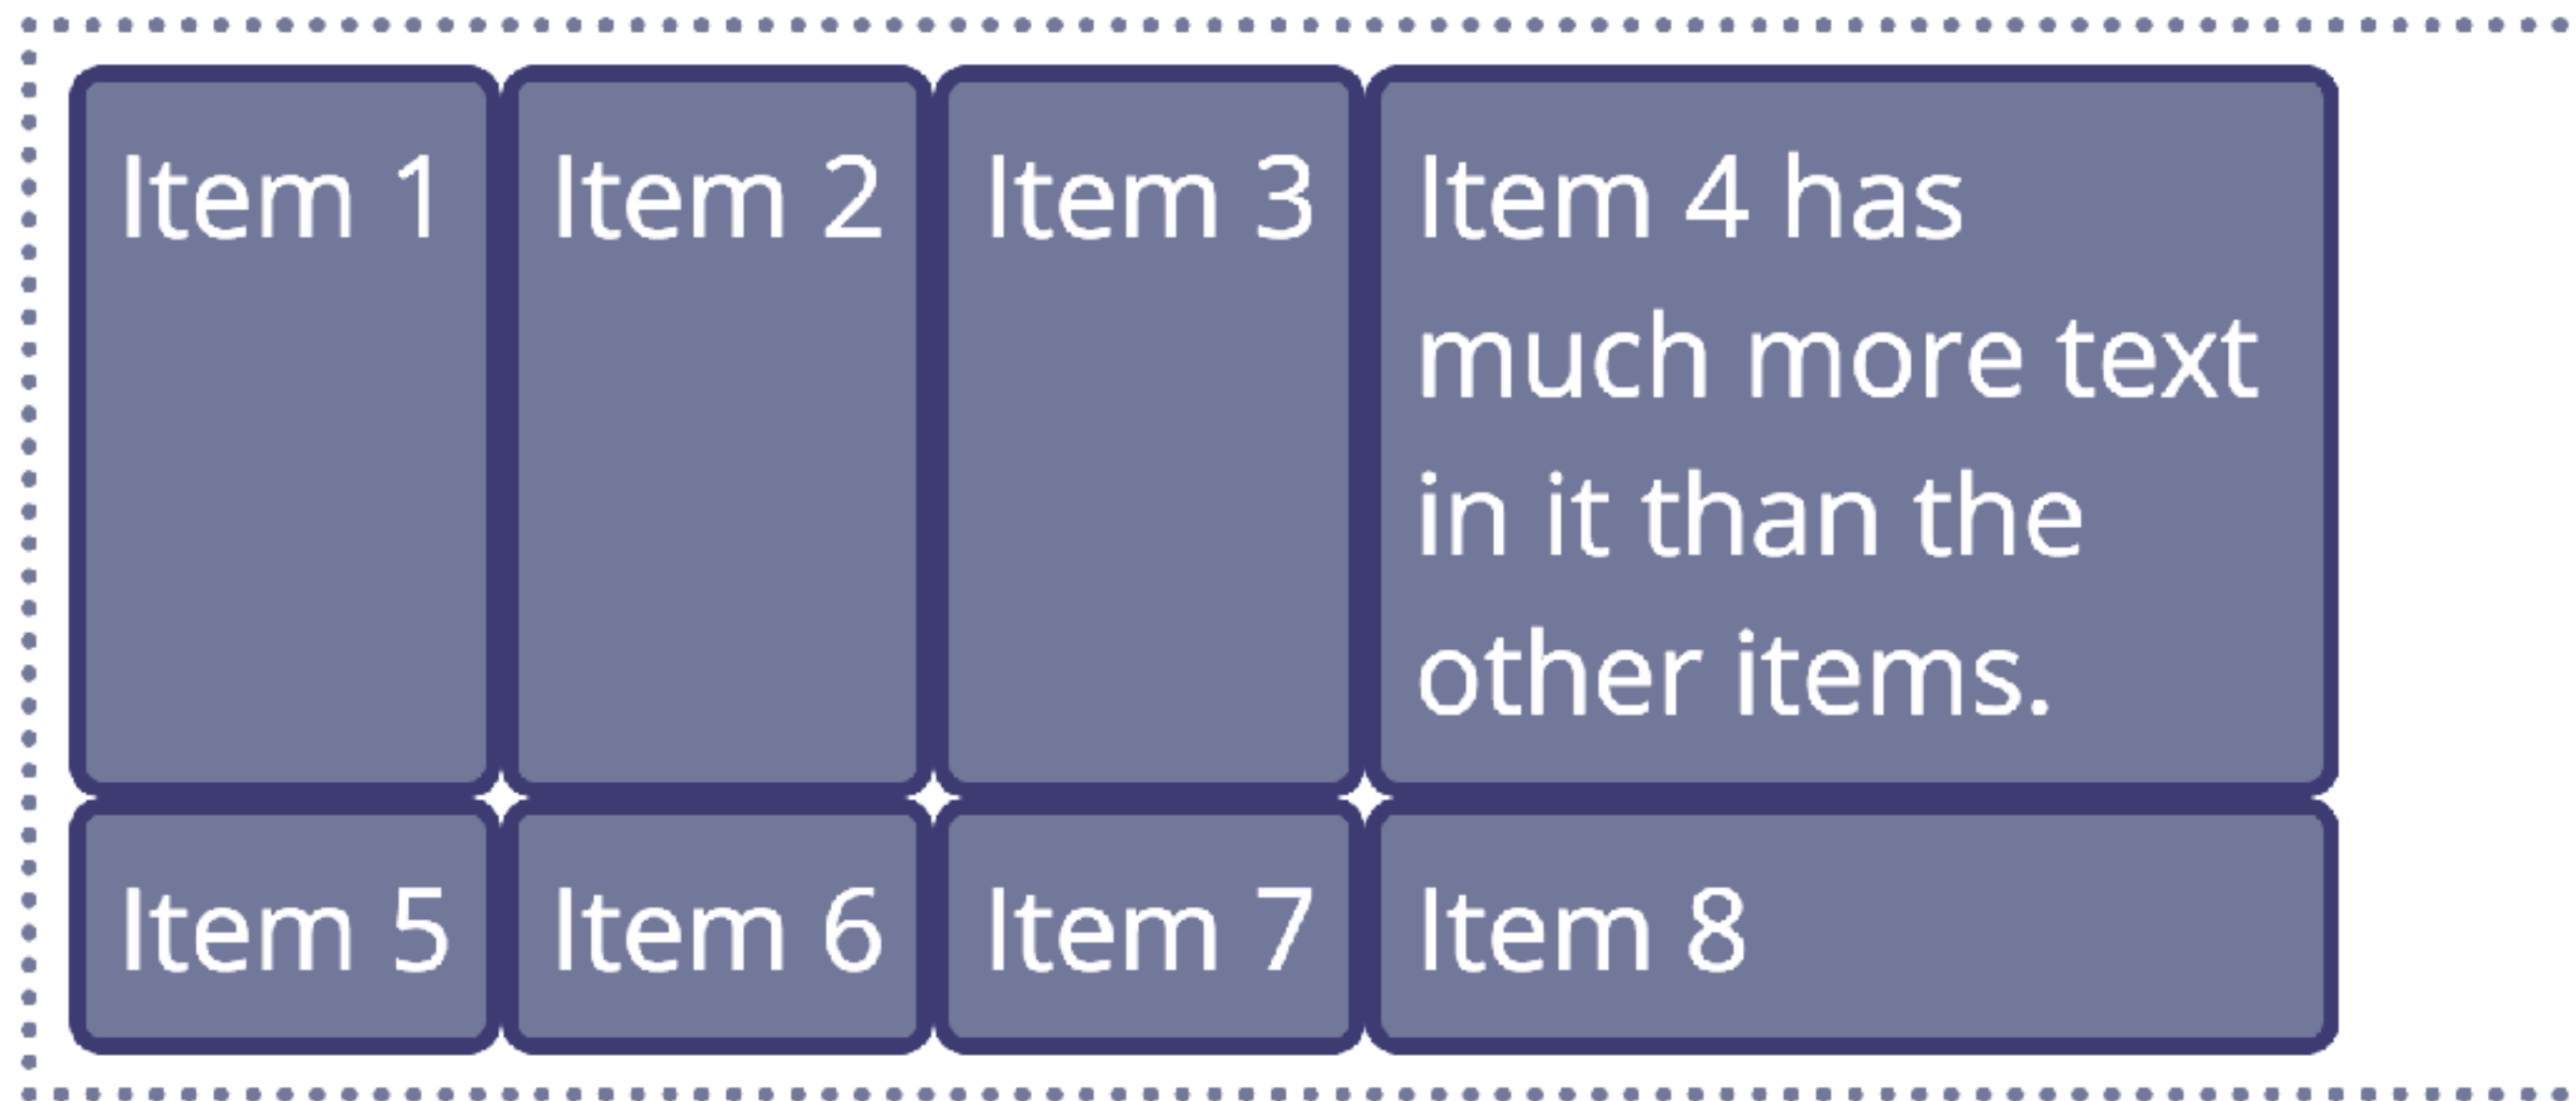 Item 1
Item 2
Item 3
Item 4 has
much more text
in it than the
other items.
Item 5
Item 6
Item 7
Item 8